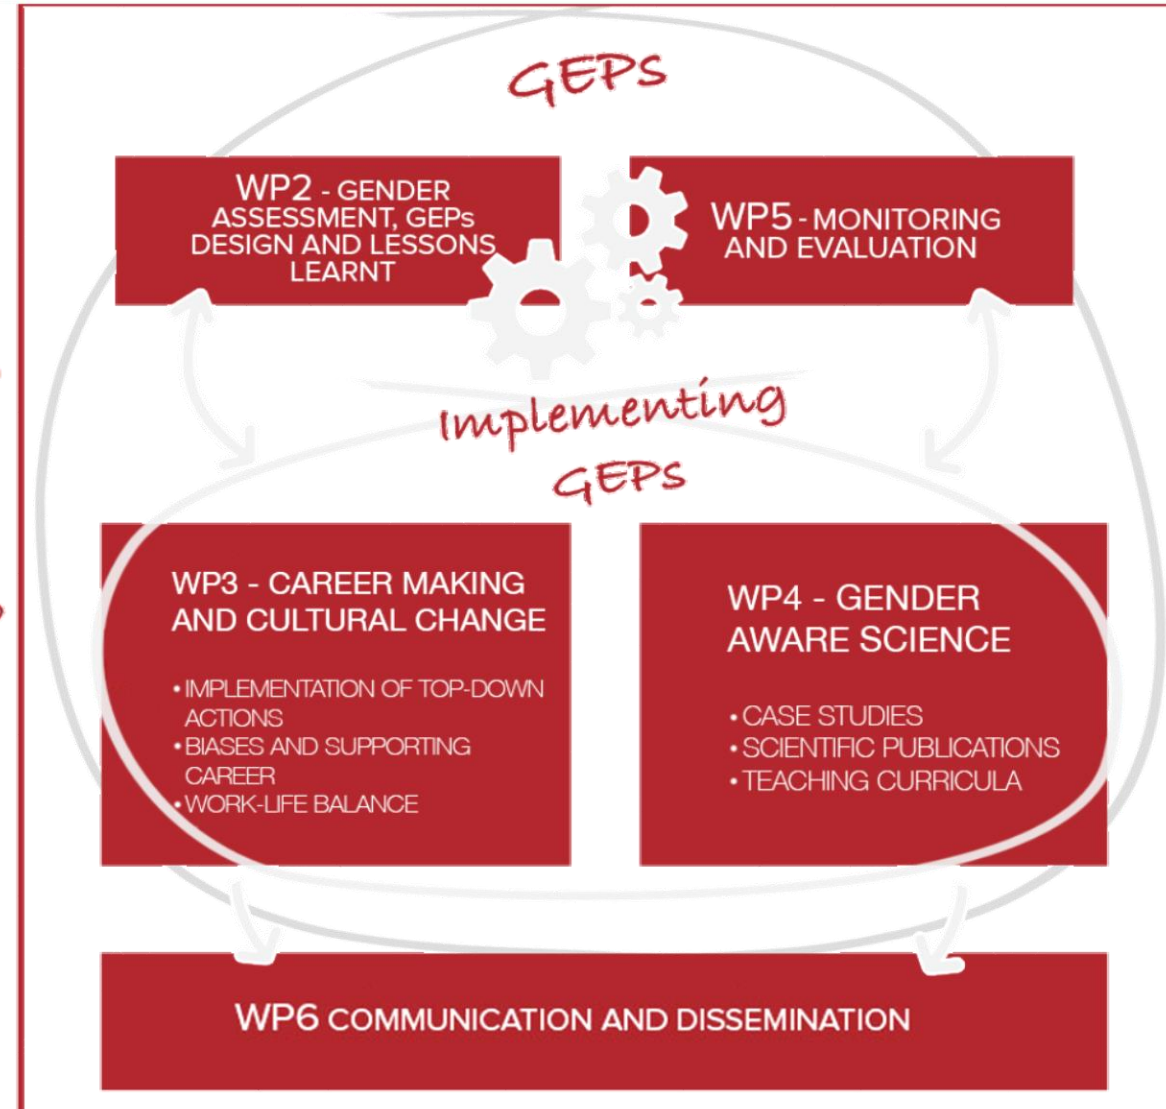 GEPS
WP2 - GENDER
ASSESSMENT, GEPs
DESIGN AND LESSONS
LEARNT
WP5 - MONITORING
AND EVALUATION
Implementing
GEPS
WP3 - CAREER MAKING
AND CULTURAL CHANGE
• IMPLEMENTATION OF TOP-DOWN
ACTIONS
• BIASES AND SUPPORTING
CAREER
• WORK-LIFE BALANCE
WP4 - GENDER
AWARE SCIENCE
• CASE STUDIES
• SCIENTIFIC PUBLICATIONS
• TEACHING CURRICULA
WP6 COMMUNICATION AND DISSEMINATION